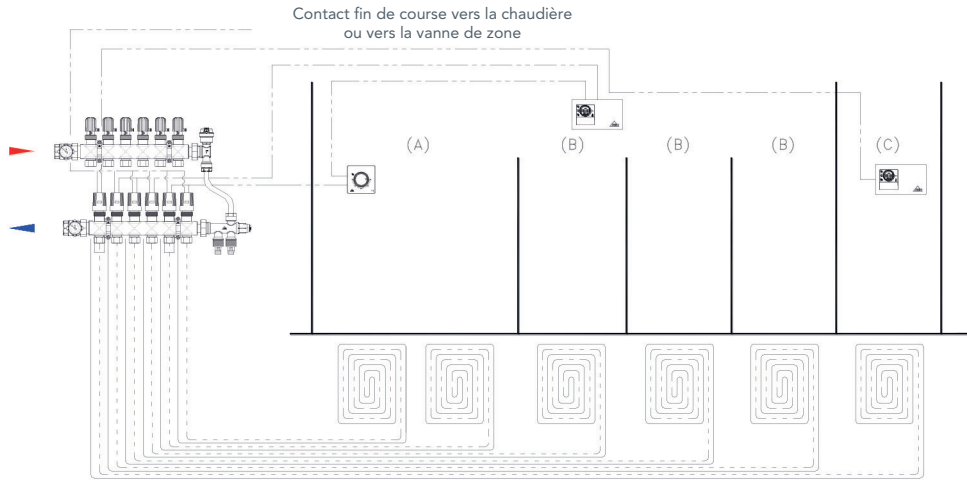 Contact fin de course vers la chaudière
ou vers la vanne de zone
(A)
(B)
(B)
(B)
(C)